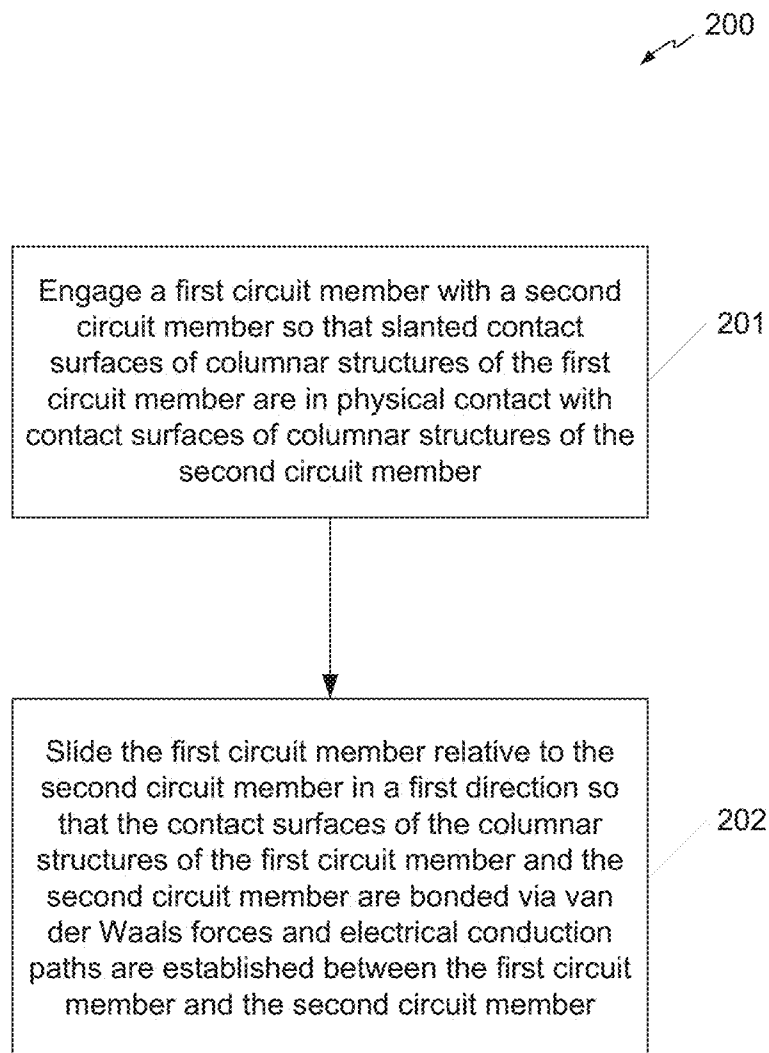 200
Engage a first circuit member with a second
circuit member so that slanted contact
surfaces of columnar structures of the first
circuit member are in physical contact with
contact surfaces of columnar structures of the
second circuit member
201
Slide the first circuit member relative to the
second circuit member in a first direction so
that the contact surfaces of the columnar
structures of the first circuit member and the
second circuit member are bonded via van
der Waals forces and electrical conduction
paths are established between the first circuit
member and the second circuit member
202